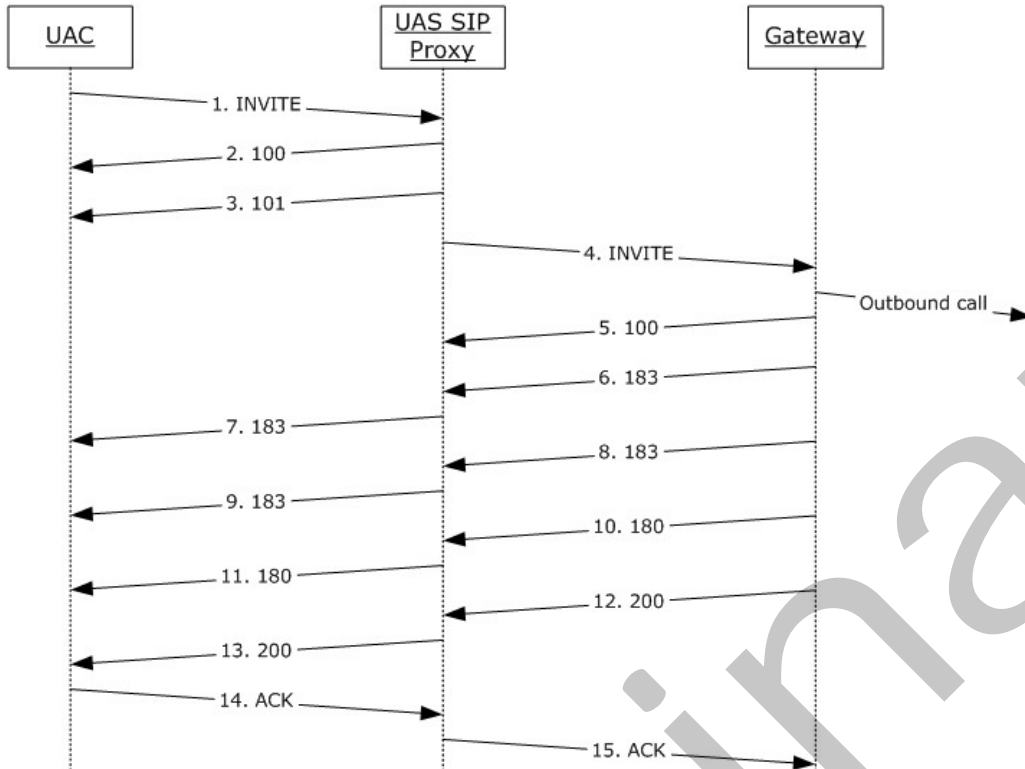 UAC
UAS SIP
Proxy
Gateway
1. INVITE
2. 100
3. 101
4. INVITE
Outbound call
5. 100
6. 183
7. 183
8. 183
9. 183
10. 180
11. 180
12. 200
13. 200
14. ACK
15. ACK
ina